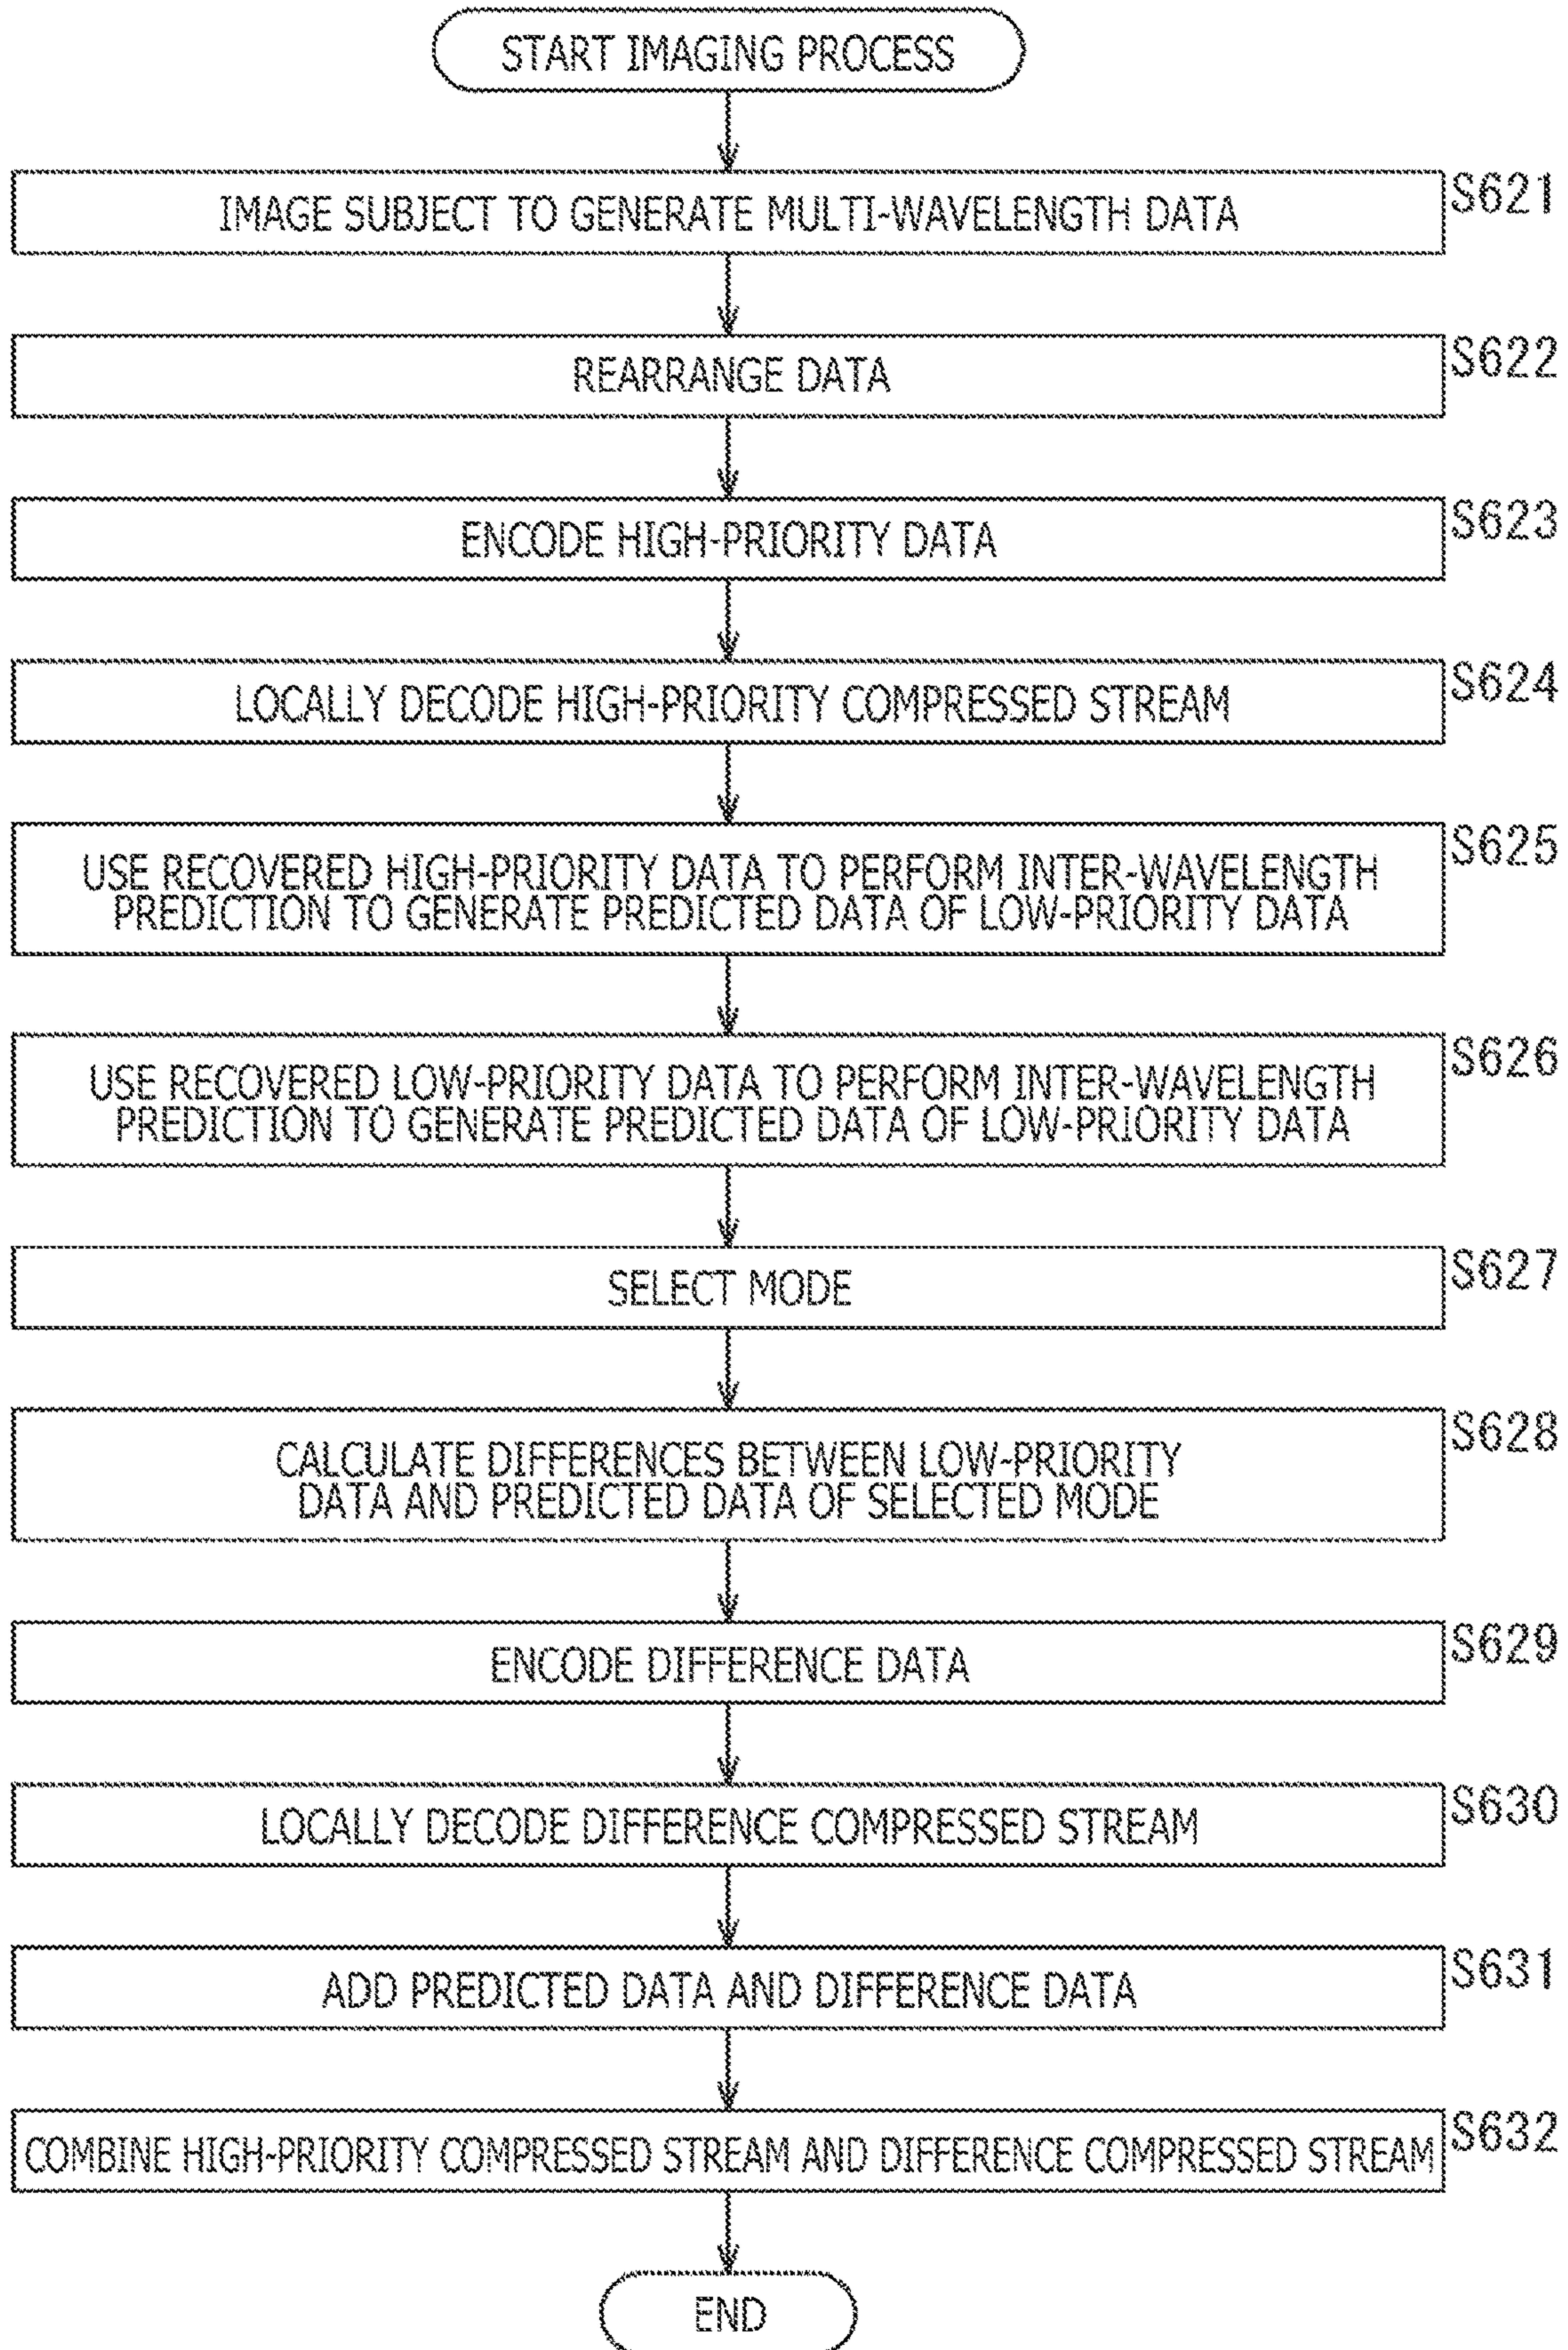 START IMAGING PROCESS
IMAGE SUBJECT TO GENERATE MULTI-WAVELENGTH DATA
S621
REARRANGE DATA
S622
ENCODE HIGH-PRIORITY DATA
S623
LOCALLY DECODE HIGH-PRIORITY COMPRESSED STREAM
S624
USE RECOVERED HIGH-PRIORITY DATA TO PERFORM INTER-WAVELENGTH
PREDICTION TO GENERATE PREDICTED DATA OF LOW-PRIORITY DATA
S625
USE RECOVERED LOW-PRIORITY DATA TO PERFORM INTER-WAVELENGTH
PREDICTION TO GENERATE PREDICTED DATA OF LOW-PRIORITY DATA
S626
SELECT MODE
S627
CALCULATE DIFFERENCES BETWEEN LOW-PRIORITY
DATA AND PREDICTED DATA OF SELECTED MODE
S628
ENCODE DIFFERENCE DATA
S629
LOCALLY DECODE DIFFERENCE COMPRESSED STREAM
S630
ADD PREDICTED DATA AND DIFFERENCE DATA
S631
COMBINE HIGH-PRIORITY COMPRESSED STREAM AND DIFFERENCE COMPRESSED STREAM
S632
END